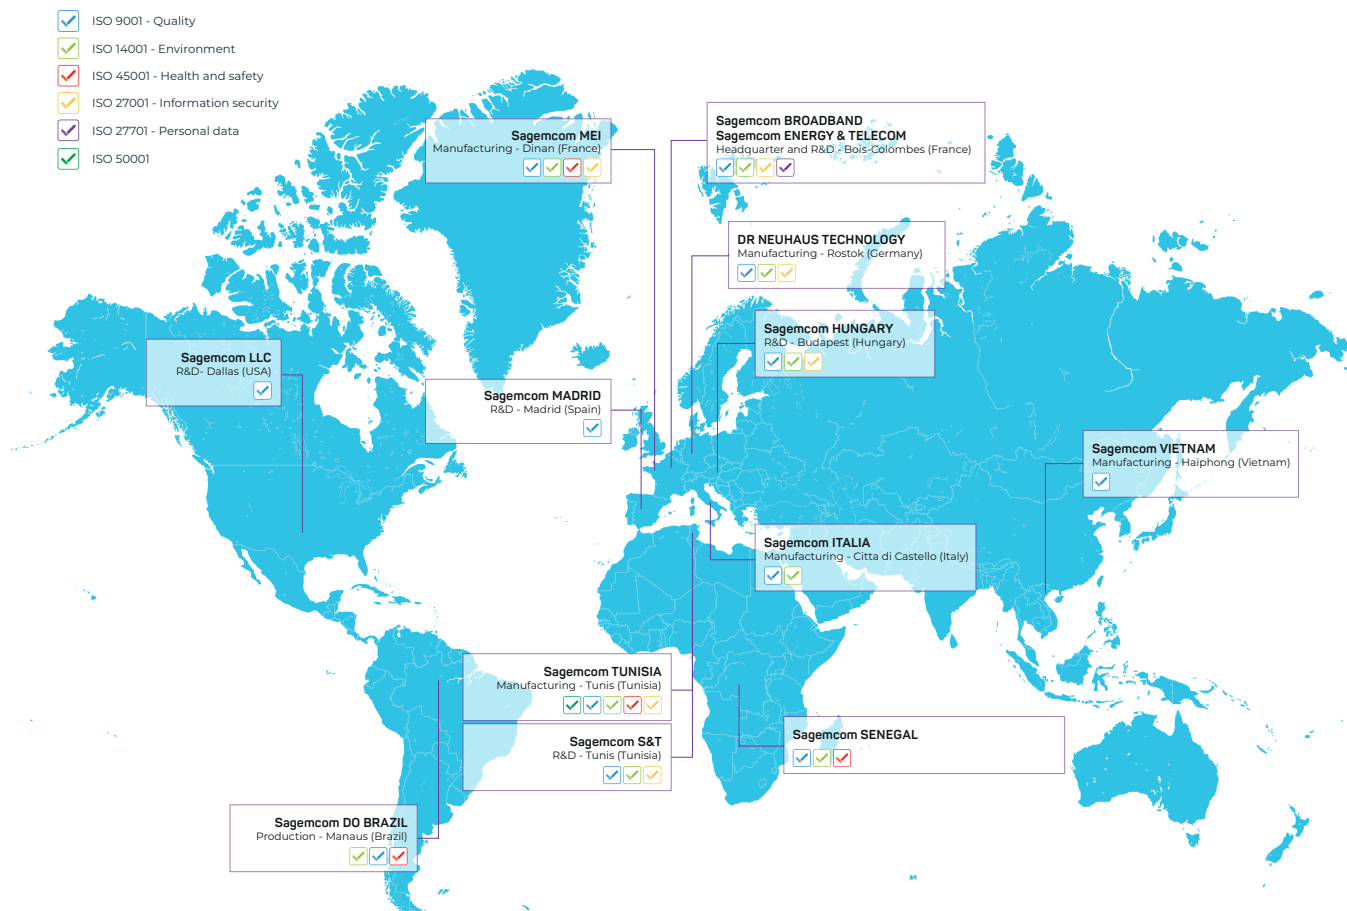 ISO 9001 - Quality
ISO 14001 - Environment
ISO 45001 - Health and safety
ISO 27001 - Information security
ISO 27701 - Personal data
ISO 50001
Sagemcom MEI
Manufacturing - Dinan (France)
Sagemcom BROADBAND
Sagemcom ENERGY & TELECOM
Headquarter and R&D - Bois-Colombes (France)
DR NEUHAUS TECHNOLOGY
Manufacturing - Rostok (Germany)
Sagemcom HUNGARY
R&D - Budapest (Hungary)
Sagemcom LLC
R&D- Dallas (USA)
Sagemcom MADRID
R&D - Madrid (Spain)
Sagemcom VIETNAM
Manufacturing - Haiphong (Vietnam)
Sagemcom ITALIA
Manufacturing - Citta di Castello (Italy)
Sagemcom TUNISIA
Manufacturing - Tunis (Tunisia)
Sagemcom S&T
R&D - Tunis (Tunisia)
Sagemcom SENEGAL
Sagemcom DO BRAZIL
Production - Manaus (Brazil)